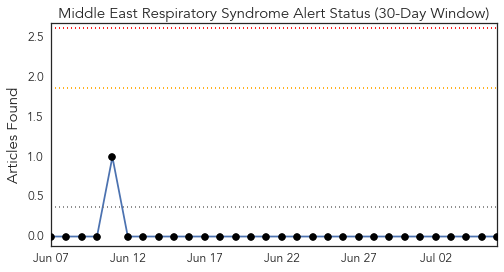 Middle East Respiratory Syndrome Alert Status (30-Day Window)
Articles Found
2.5
2.0
1.5
1.0
0.5
0.0
Jun 07 Jun 12 Jun 17 Jun 22 Jun 27 Jul 02